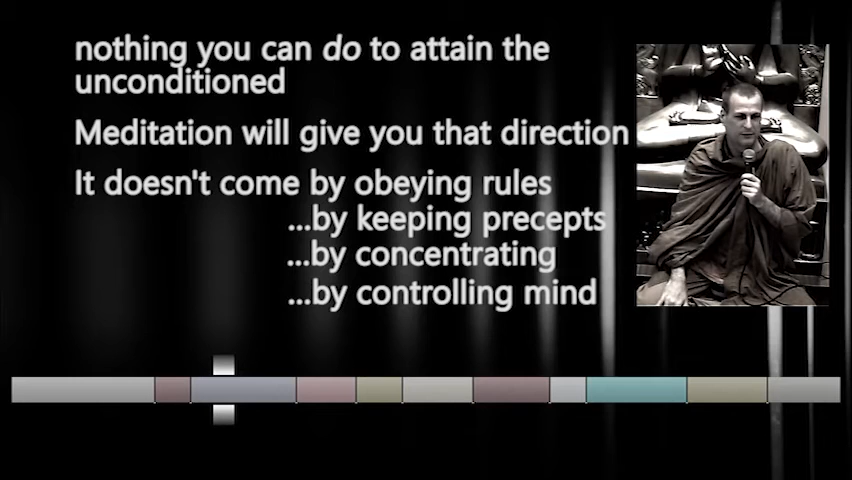 nothing you can do to attain the
unconditioned
Meditation will give you that direction
It doesn't come by obeying rules
...by keeping precepts
...by concentrating
...by controlling mind